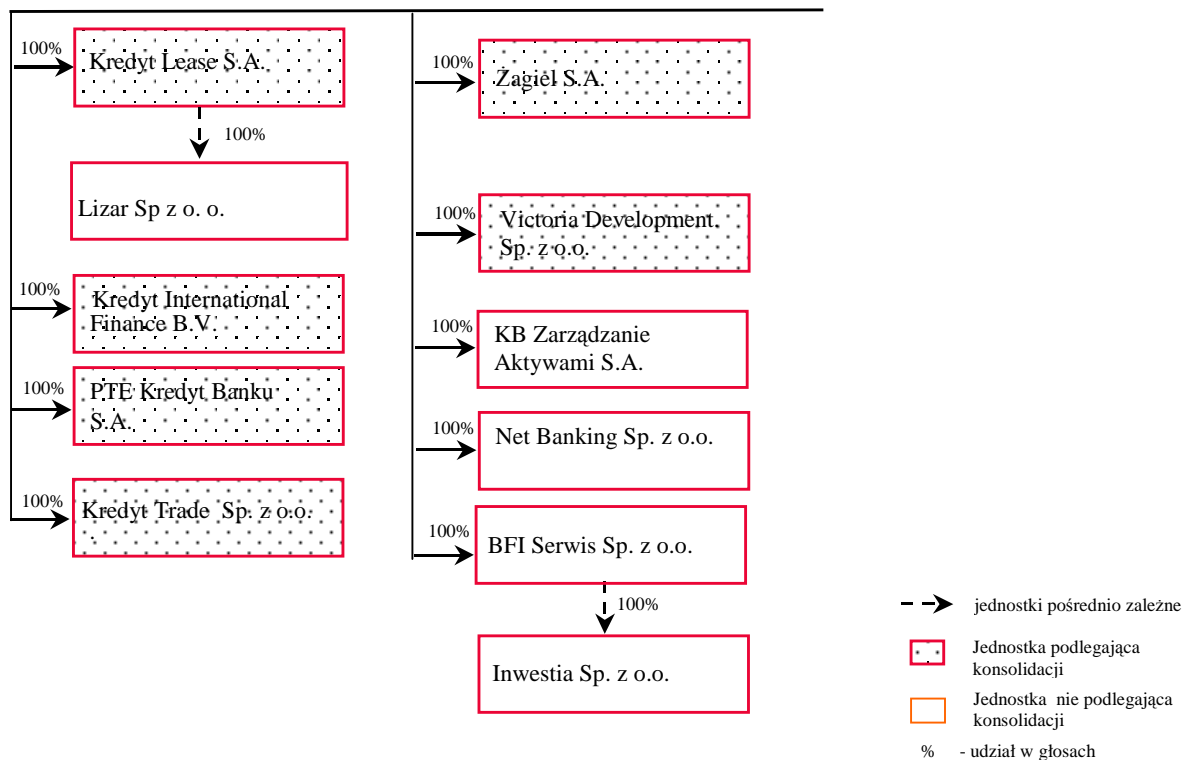 100%
Kredyt Lease S.A.
100%
Lizar Sp z o. o.
100%
Kredyt International
Finance B.V.
100%
PTE Kredyt Banku
S.A.
100%
Kredyt Trade Sp. z o.o.
.
100%
Żagiel S.A.
100%
Victoria Development
Sp. z o.o.
100%
KB Zarządzanie
Aktywami S.A.
100%
Net Banking Sp. z o.o.
100%
BFI Serwis Sp. z o.o.
100%
Inwestia Sp. z o.o.
jednostki pośrednio zależne
Jednostka podlegająca
konsolidacji
Jednostka nie podlegająca
konsolidacji
% - udział w głosach